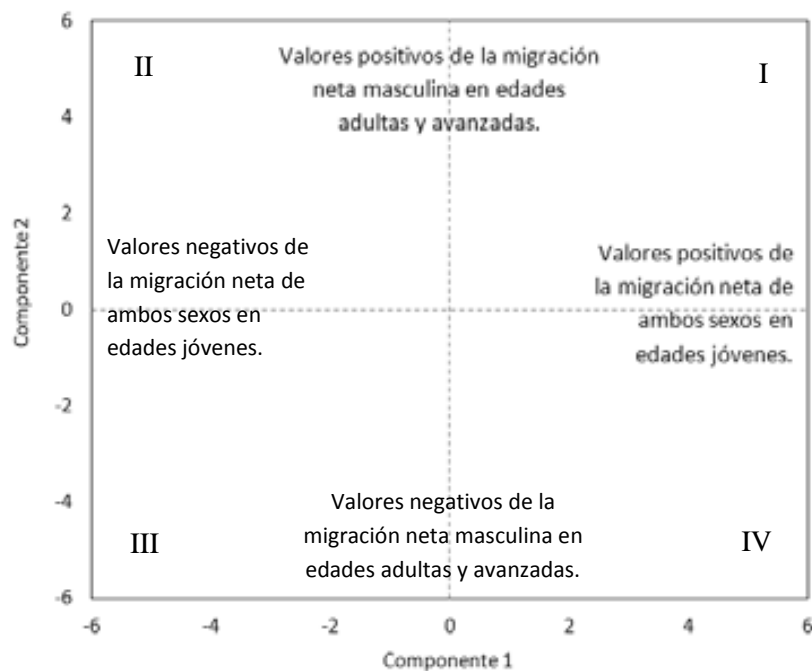 6
II
Valores positivos de la migración
I
neta masculina en edades
4
adultas y avanzadas.
2
Valores negativos de
la migración neta de
ambos sexos en
edades jóvenes.
Valores positivos de
la migración neta de
ambos sexos en
edades jóvenes.
Componente 2
0
-2
-4
Valores negativos de la
migración neta masculina en
edades adultas y avanzadas.
III
IV
-6
-6
-4
-2
0
2
4
6
Componente 1